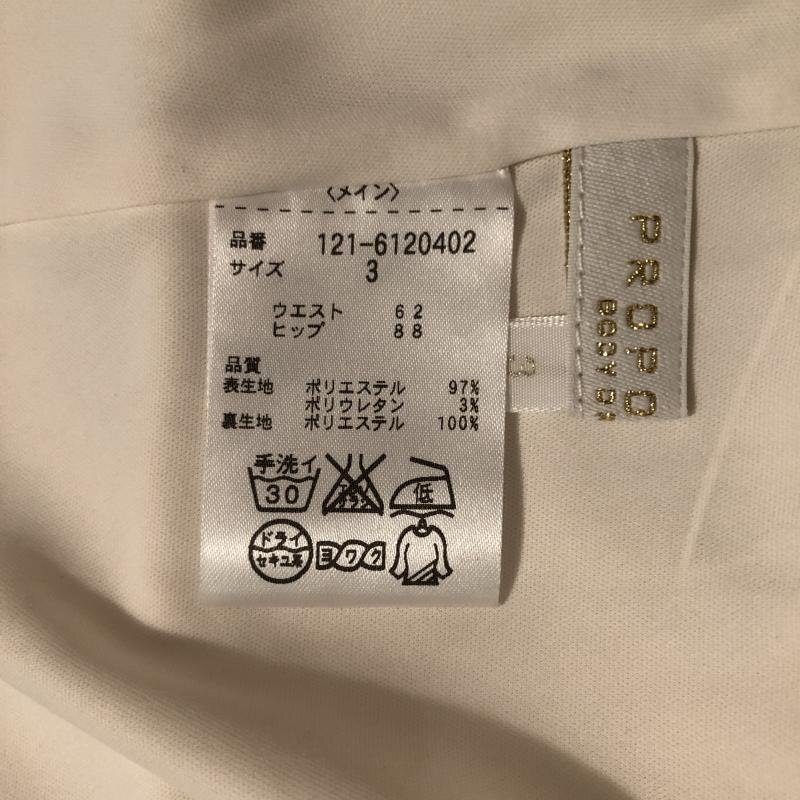 〈メイン〉
品番 121-6120402
サイズ 3
ウエスト 62
ヒップ 88
品質
表生地 ポリエステル 97%
ポリウレタン 3%
裏生地 ポリエステル 100%
手洗イ
30
低
ドライ
セキユ系
ヨワク
3
PROPO